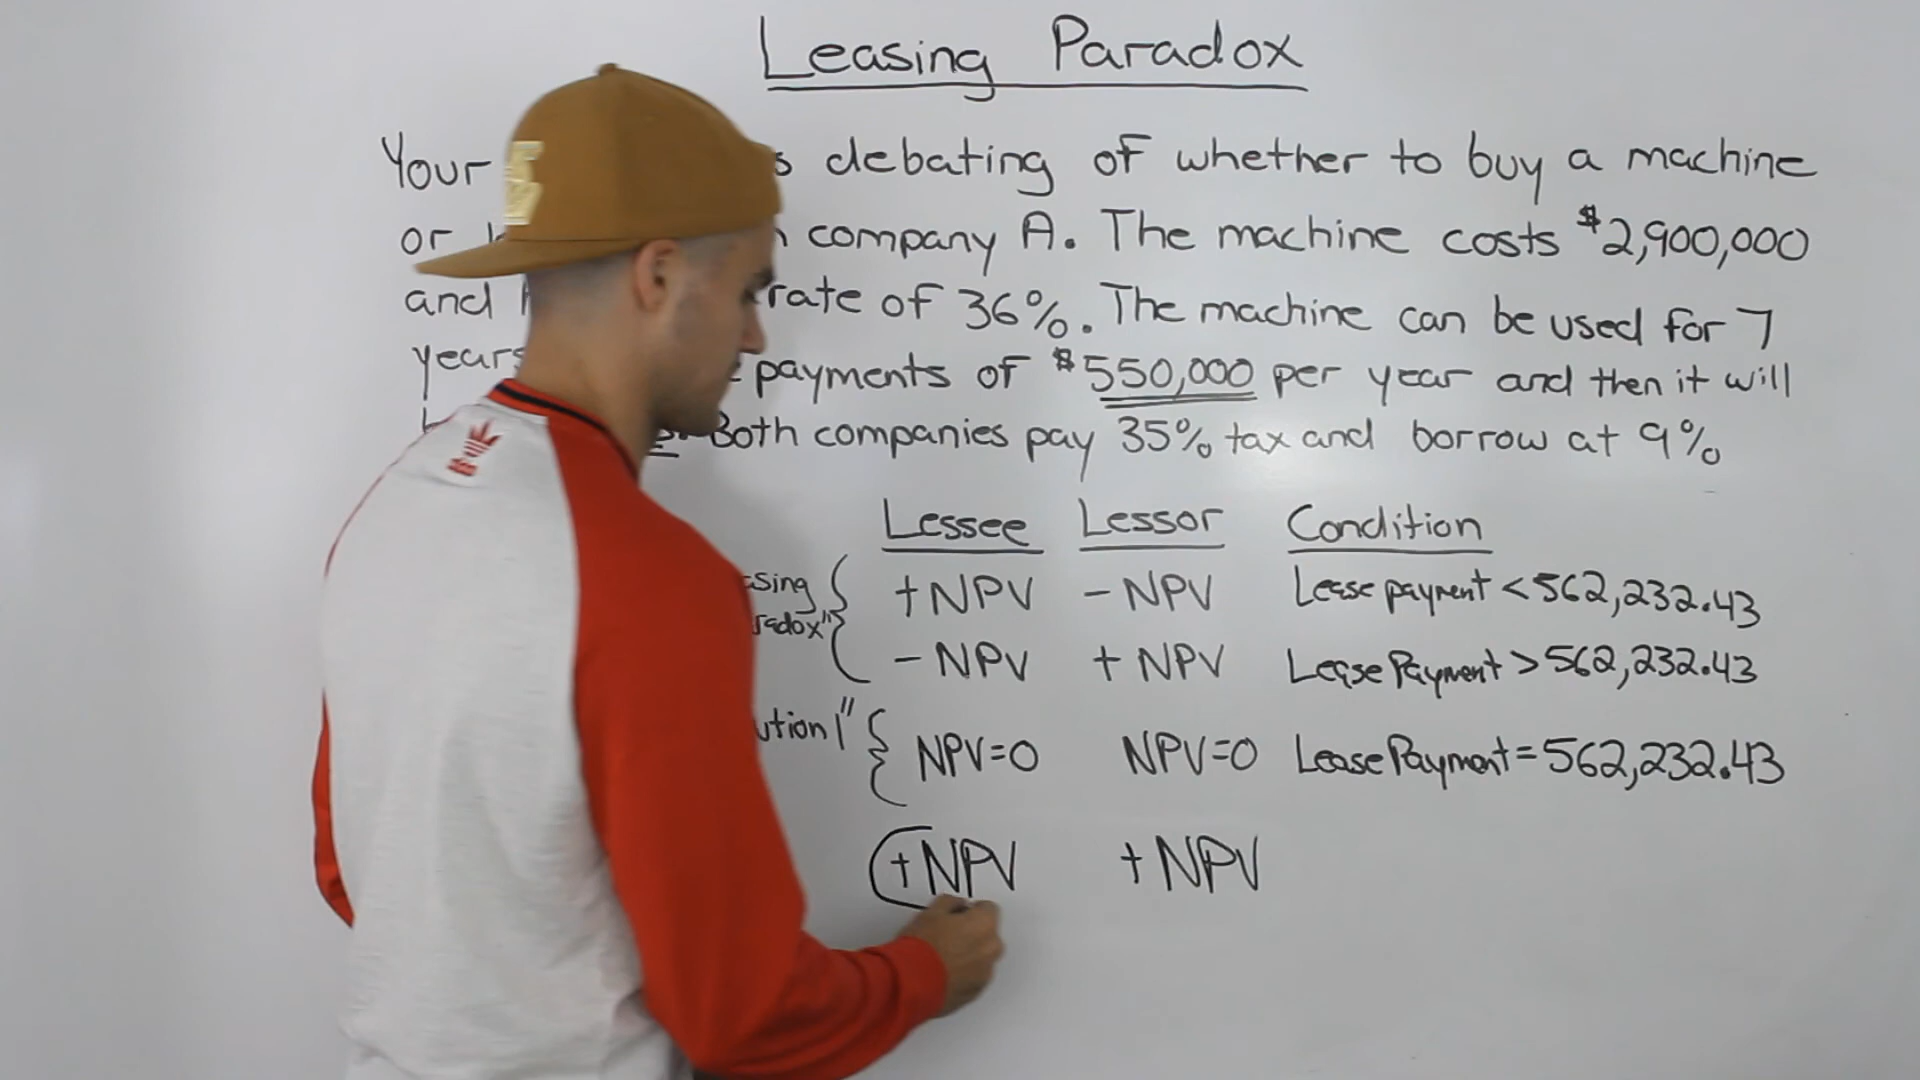 Leasing Paradox
Your debating of whether to buy a machine
or company A. The machine costs $2,900,000
and rate of 36%. The machine can be used for 7
years payments of $550,000 per year and then it will
Both companies pay 35% tax and borrow at 9%
Lessee Lessor Condition
+NPV -NPV Lease payment < 562,232.43
-NPV +NPV Lease Payment > 562,232.43
NPV=0 NPV=0 Lease Payment = 562,232.43
+NPV +NPV